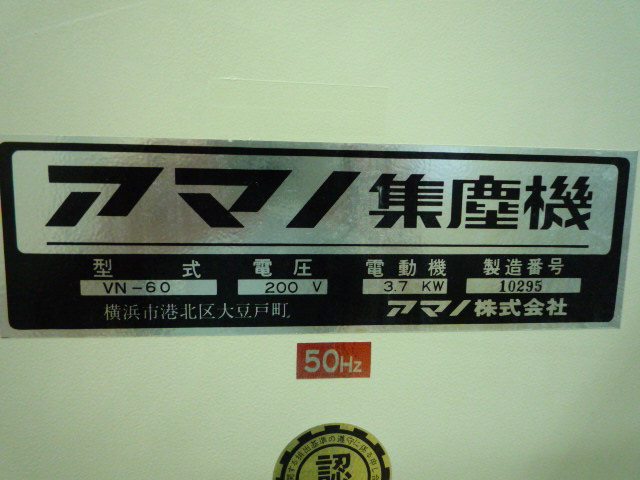 アマノ集塵機
型式 電圧 電動機 製造番号
VN-60 200 V 3.7 KW 10295
横浜市港北区大豆戸町 アマノ株式会社
50Hz
認